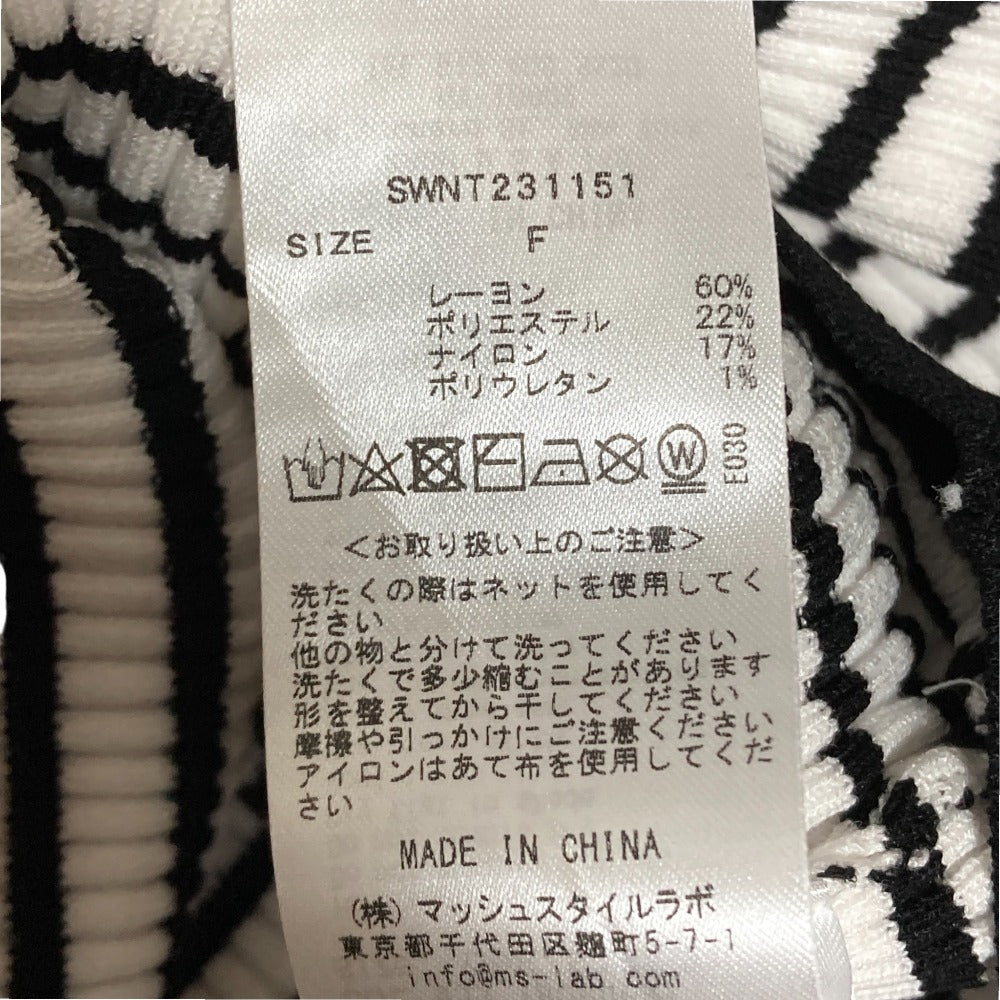 SWNT231151
SIZE F
レーヨン 60%
ポリエステル 22%
ナイロン 17%
ポリウレタン 1%
W E030
<お取り扱い上のご注意>
洗たくの際はネットを使用してく
ださい
他の物と分けて洗ってください
洗たくで多少縮むことがあります
形を整えてから干してください
摩擦や引っかけにご注意ください
アイロンはあて布を使用してくだ
さい
MADE IN CHINA
(株) マッシュスタイルラボ
東京都千代田区麹町5-7-1
info@ms-lab com